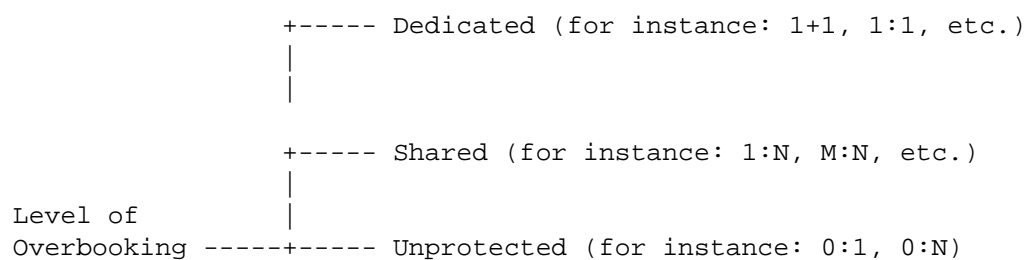 +----- Dedicated (for instance: 1+1, 1:1, etc.)
|
|
+----- Shared (for instance: 1:N, M:N, etc.)
|
Level of |
Overbooking -----+----- Unprotected (for instance: 0:1, 0:N)